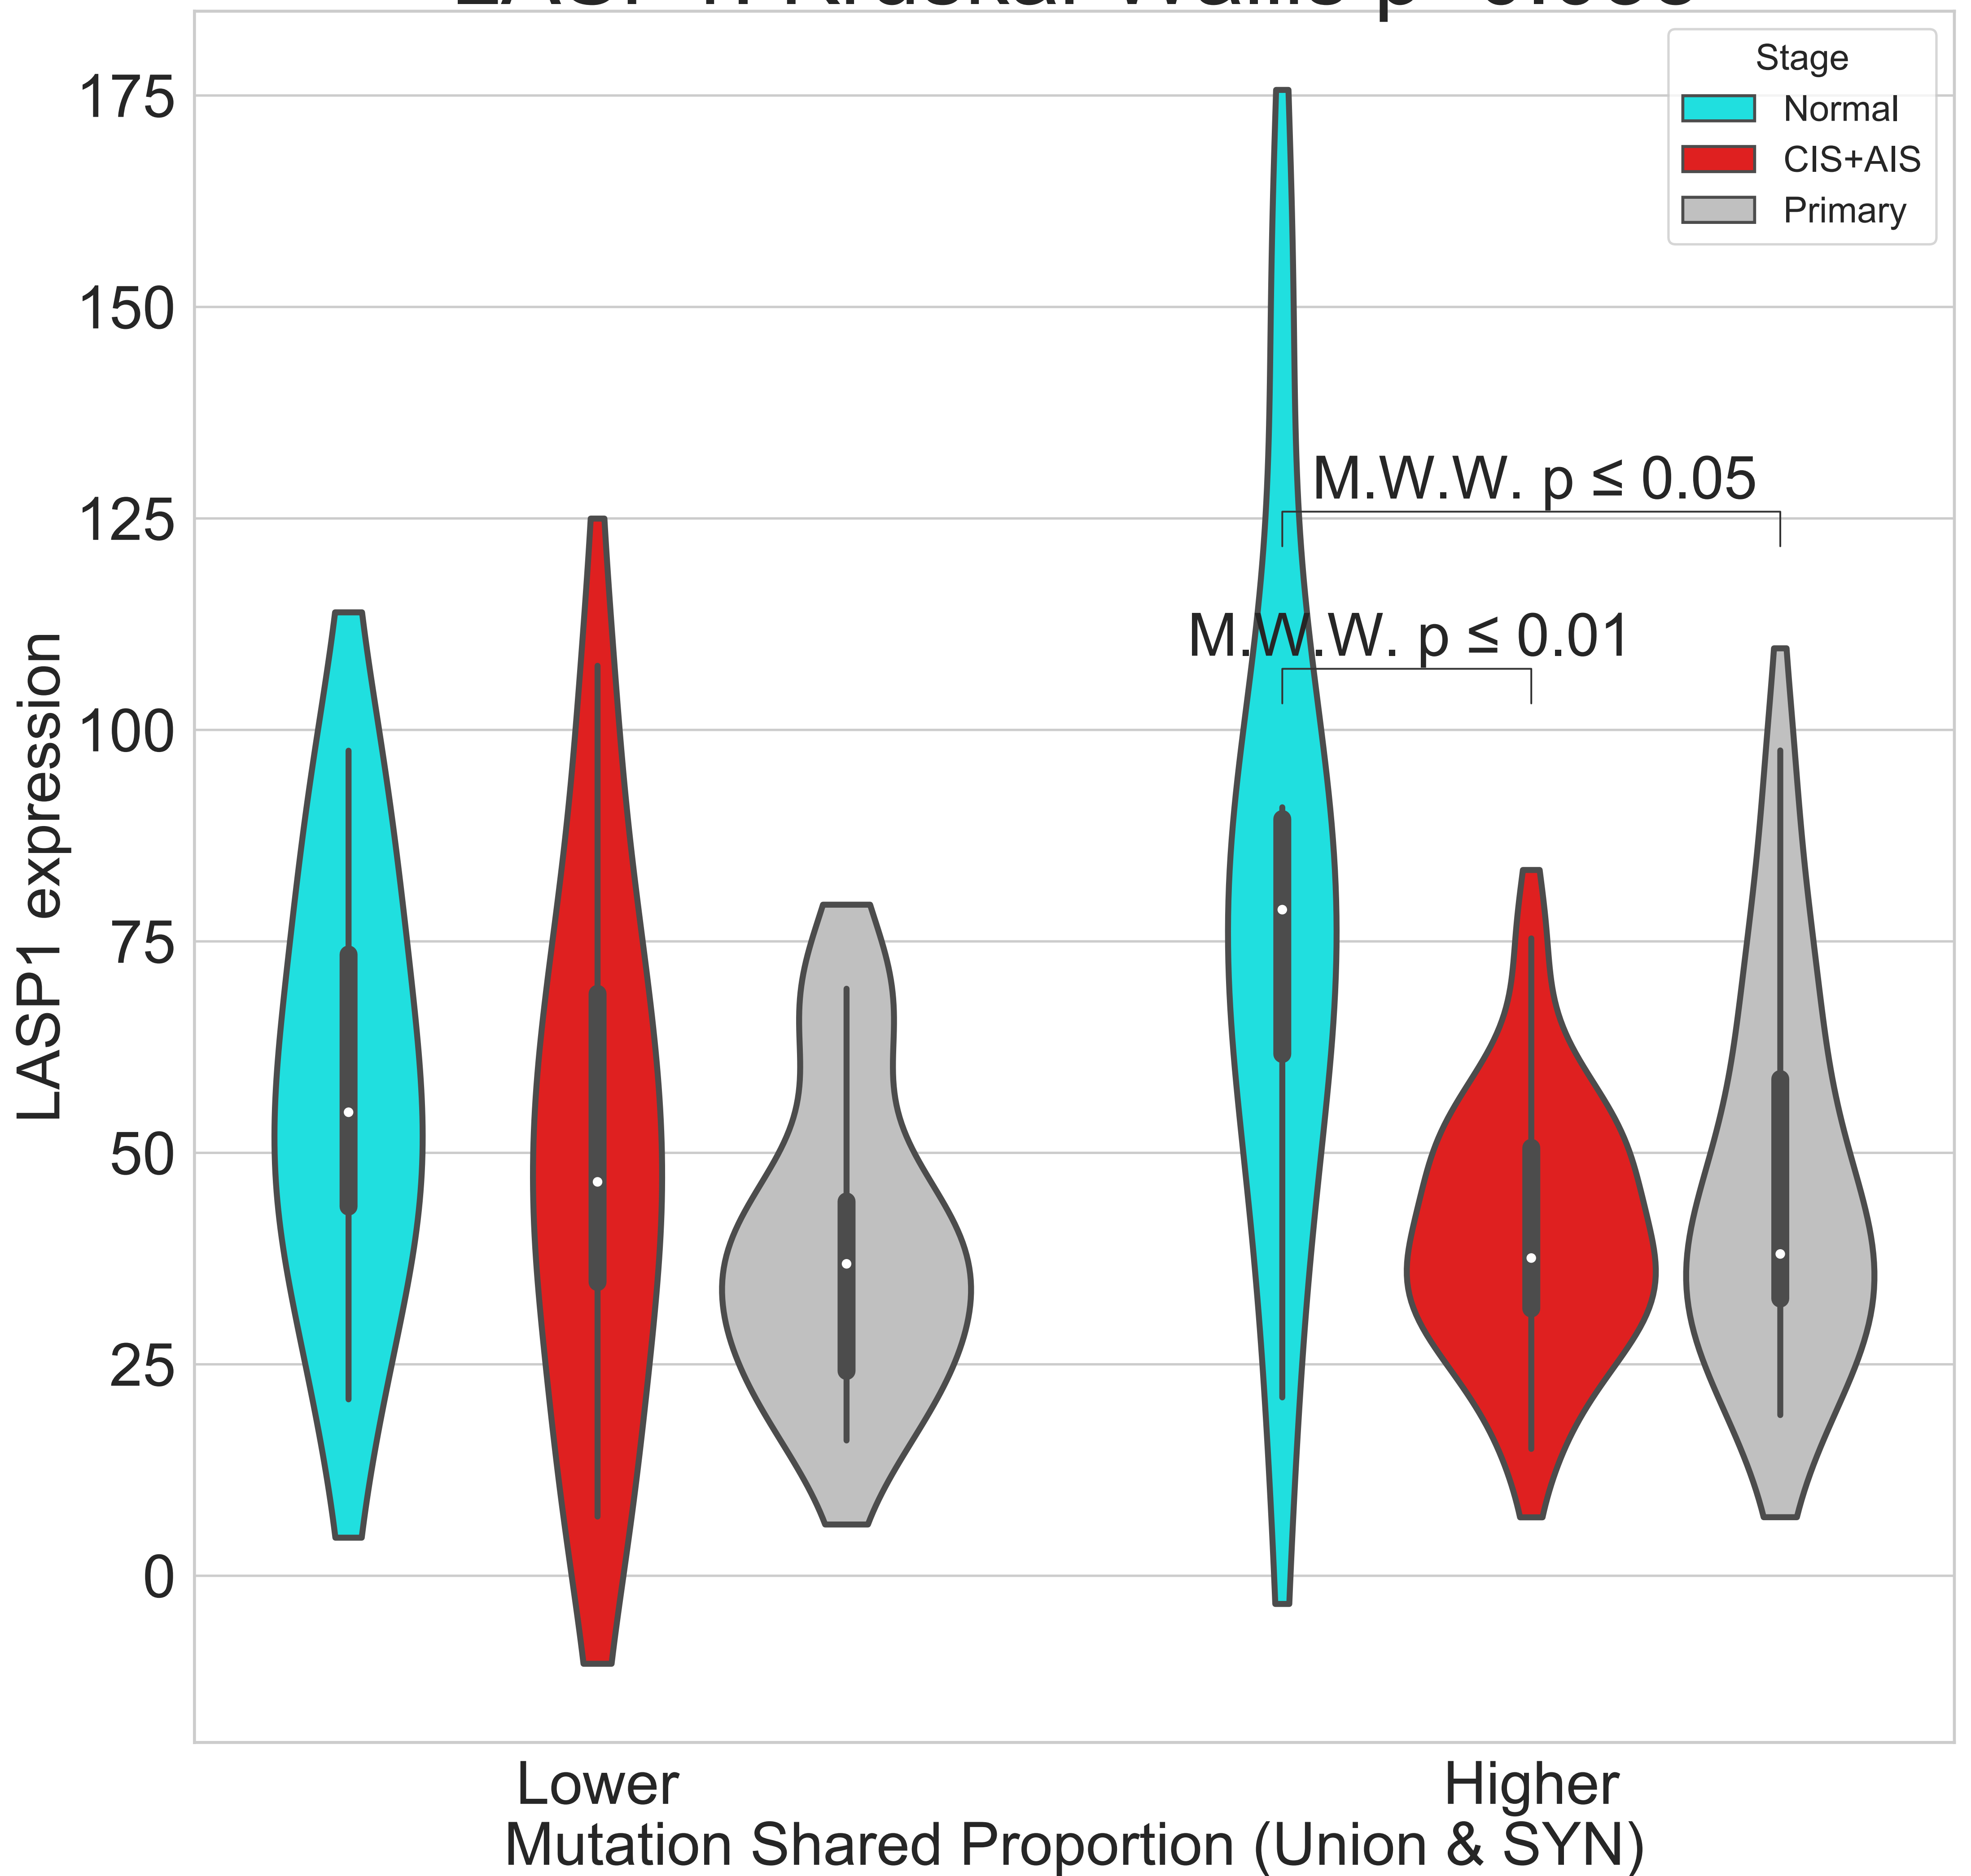 Stage
Normal
CIS+AIS
Primary
175
150
125
100
75
50
25
0
LASP1 expression
M.W.W. p ≤ 0.05
M.W.W. p ≤ 0.01
Lower
Higher
Mutation Shared Proportion (Union & SYN)